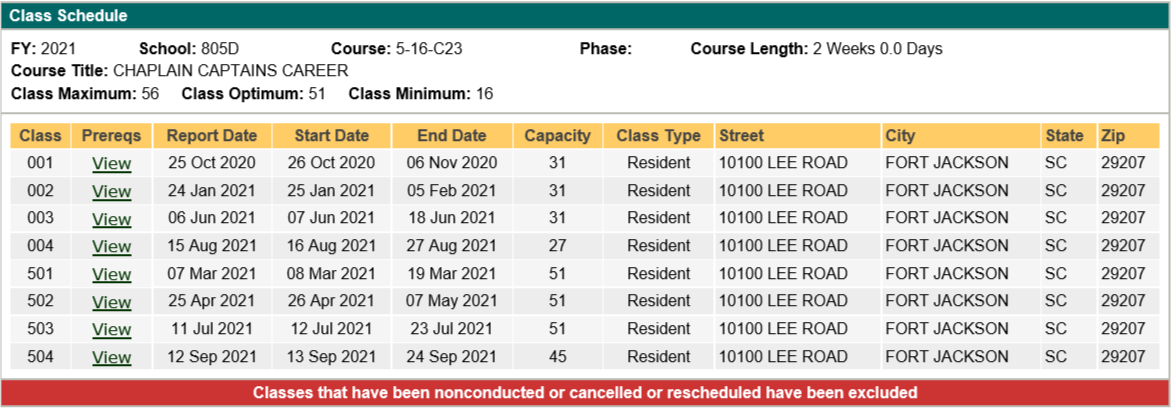 Class Schedule
FY: 2021 School: 805D Course: 5-16-C23 Phase: Course Length: 2 Weeks 0.0 Days
Course Title: CHAPLAIN CAPTAINS CAREER
Class Maximum: 56 Class Optimum: 51 Class Minimum: 16
Class Prereqs Report Date Start Date End Date Capacity Class Type Street City State Zip
001 View 25 Oct 2020 26 Oct 2020 06 Nov 2020 31 Resident 10100 LEE ROAD FORT JACKSON SC 29207
002 View 24 Jan 2021 25 Jan 2021 05 Feb 2021 31 Resident 10100 LEE ROAD FORT JACKSON SC 29207
003 View 06 Jun 2021 07 Jun 2021 18 Jun 2021 31 Resident 10100 LEE ROAD FORT JACKSON SC 29207
004 View 15 Aug 2021 16 Aug 2021 27 Aug 2021 27 Resident 10100 LEE ROAD FORT JACKSON SC 29207
501 View 07 Mar 2021 08 Mar 2021 19 Mar 2021 51 Resident 10100 LEE ROAD FORT JACKSON SC 29207
502 View 25 Apr 2021 26 Apr 2021 07 May 2021 51 Resident 10100 LEE ROAD FORT JACKSON SC 29207
503 View 11 Jul 2021 12 Jul 2021 23 Jul 2021 51 Resident 10100 LEE ROAD FORT JACKSON SC 29207
504 View 12 Sep 2021 13 Sep 2021 24 Sep 2021 45 Resident 10100 LEE ROAD FORT JACKSON SC 29207
Classes that have been nonconducted or cancelled or rescheduled have been excluded